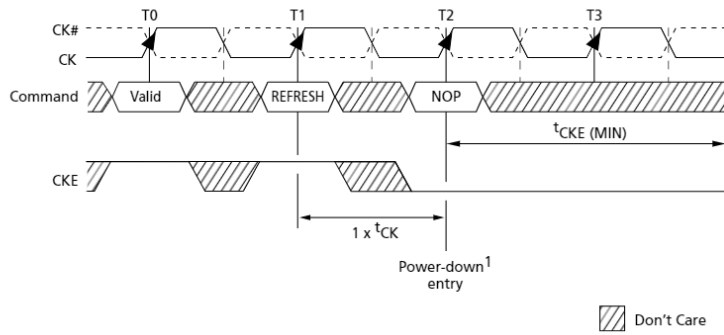 T0 T1 T2 T3
CK#
CK
Command Valid REFRESH NOP
tCKE (MIN)
CKE
1 x tCK
Power-down1
entry
Don't Care